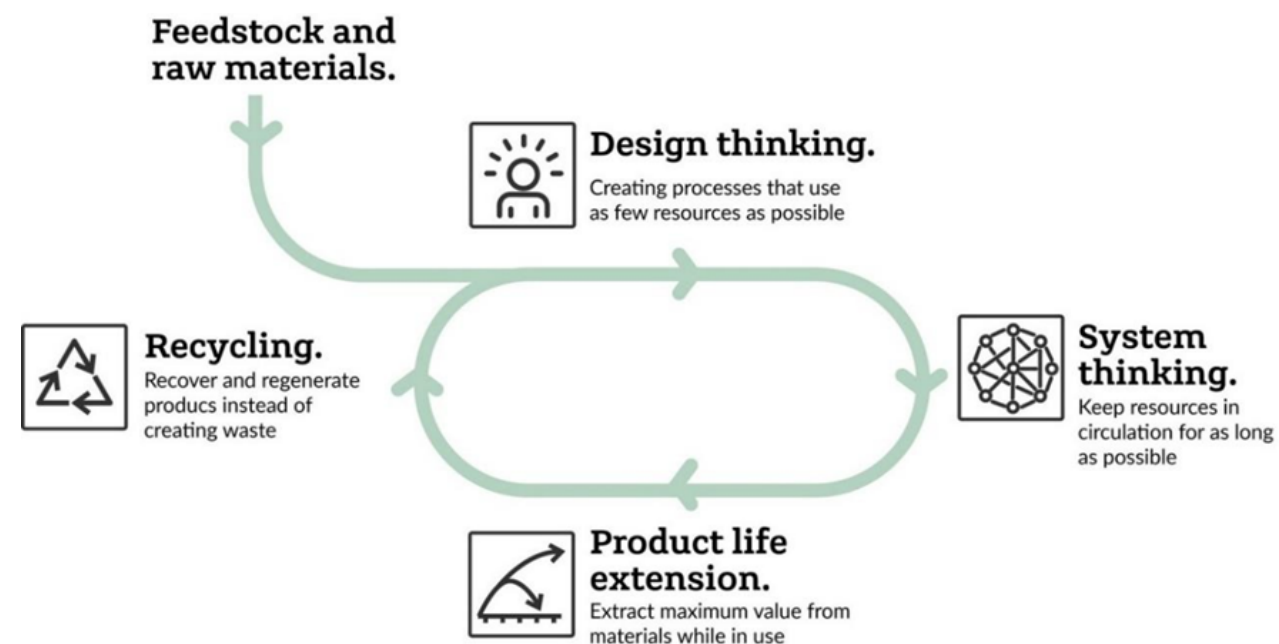 Feedstock and
raw materials.
Design thinking.
Creating processes that use
as few resources as possible
System
thinking.
Keep resources in
circulation for as long
as possible
Product life
extension.
Extract maximum value from
materials while in use
Recycling.
Recover and regenerate
producs instead of
creating waste